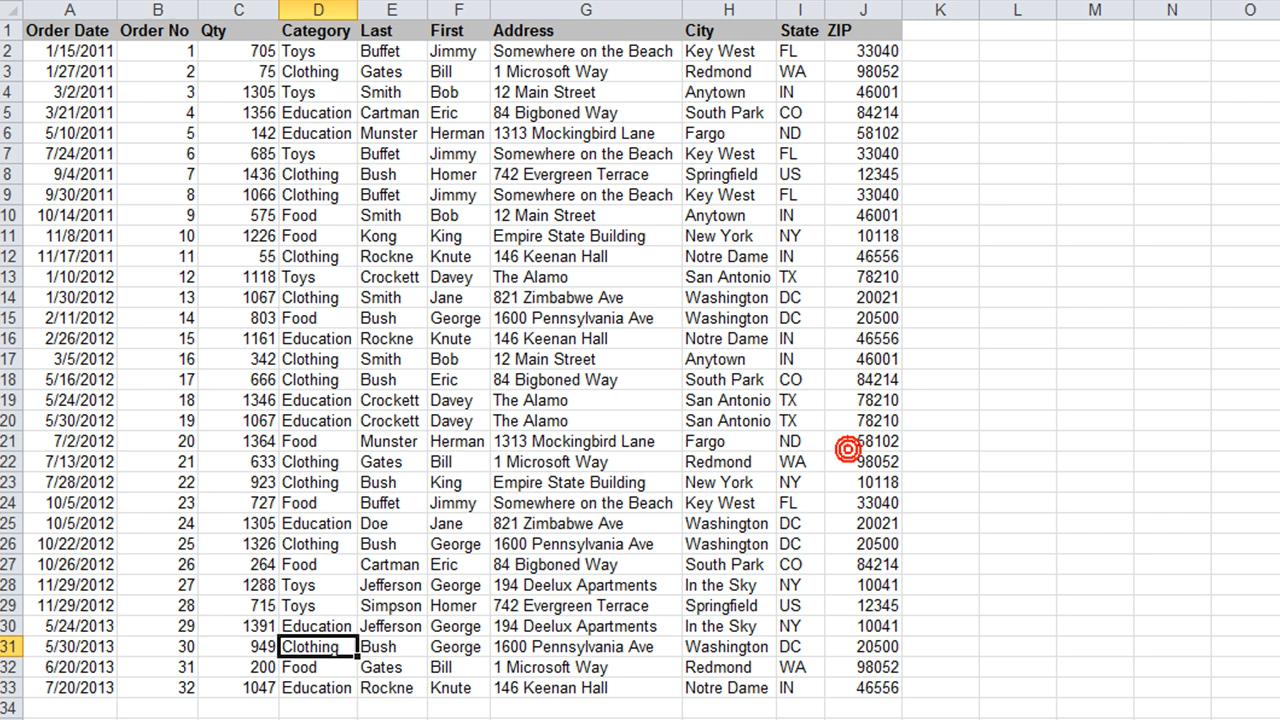 A B C D E F G H I J K L M N O
1 Order Date Order No Qty Category Last First Address City State ZIP
2 1/15/2011 1 705 Toys Buffet Jimmy Somewhere on the Beach Key West FL 33040
3 1/27/2011 2 75 Clothing Gates Bill 1 Microsoft Way Redmond WA 98052
4 3/2/2011 3 1305 Toys Smith Bob 12 Main Street Anytown IN 46001
5 3/21/2011 4 1356 Education Cartman Eric 84 Bigboned Way South Park CO 84214
6 5/10/2011 5 142 Education Munster Herman 1313 Mockingbird Lane Fargo ND 58102
7 7/24/2011 6 685 Toys Buffet Jimmy Somewhere on the Beach Key West FL 33040
8 9/4/2011 7 1436 Clothing Bush Homer 742 Evergreen Terrace Springfield US 12345
9 9/30/2011 8 1066 Clothing Buffet Jimmy Somewhere on the Beach Key West FL 33040
10 10/14/2011 9 575 Food Smith Bob 12 Main Street Anytown IN 46001
11 11/8/2011 10 1226 Food Kong King Empire State Building New York NY 10118
12 11/17/2011 11 55 Clothing Rockne Knute 146 Keenan Hall Notre Dame IN 46556
13 1/10/2012 12 1118 Toys Crockett Davey The Alamo San Antonio TX 78210
14 1/30/2012 13 1067 Clothing Smith Jane 821 Zimbabwe Ave Washington DC 20021
15 2/11/2012 14 803 Food Bush George 1600 Pennsylvania Ave Washington DC 20500
16 2/26/2012 15 1161 Education Rockne Knute 146 Keenan Hall Notre Dame IN 46556
17 3/5/2012 16 342 Clothing Smith Bob 12 Main Street Anytown IN 46001
18 5/16/2012 17 666 Clothing Bush Eric 84 Bigboned Way South Park CO 84214
19 5/24/2012 18 1346 Education Crockett Davey The Alamo San Antonio TX 78210
20 5/30/2012 19 1067 Education Crockett Davey The Alamo San Antonio TX 78210
21 7/2/2012 20 1364 Food Munster Herman 1313 Mockingbird Lane Fargo ND 58102
22 7/13/2012 21 633 Clothing Gates Bill 1 Microsoft Way Redmond WA 98052
23 7/28/2012 22 923 Clothing Bush King Empire State Building New York NY 10118
24 10/5/2012 23 727 Food Buffet Jimmy Somewhere on the Beach Key West FL 33040
25 10/5/2012 24 1305 Education Doe Jane 821 Zimbabwe Ave Washington DC 20021
26 10/22/2012 25 1326 Clothing Bush George 1600 Pennsylvania Ave Washington DC 20500
27 10/26/2012 26 264 Food Cartman Eric 84 Bigboned Way South Park CO 84214
28 11/29/2012 27 1288 Toys Jefferson George 194 Deelux Apartments In the Sky NY 10041
29 11/29/2012 28 715 Toys Simpson Homer 742 Evergreen Terrace Springfield US 12345
30 5/24/2013 29 1391 Education Jefferson George 194 Deelux Apartments In the Sky NY 10041
31 5/30/2013 30 949 Clothing Bush George 1600 Pennsylvania Ave Washington DC 20500
32 6/20/2013 31 200 Food Gates Bill 1 Microsoft Way Redmond WA 98052
33 7/20/2013 32 1047 Education Rockne Knute 146 Keenan Hall Notre Dame IN 46556
34